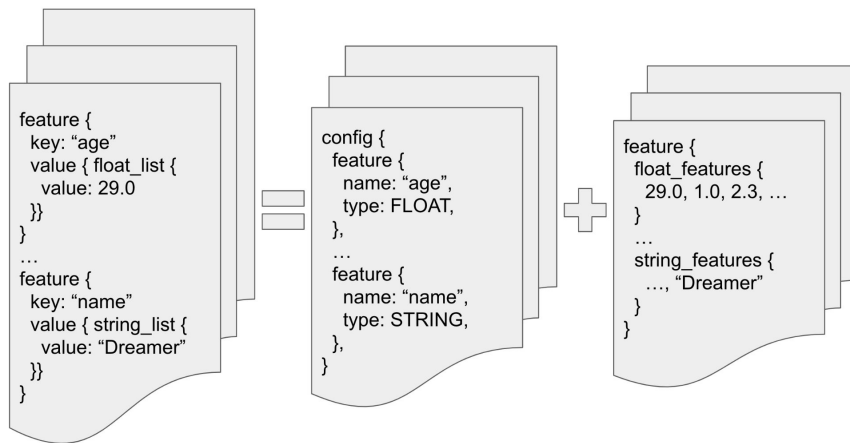 feature {
key: “age”
value { float_list {
value: 29.0
}}
}
…
feature {
key: “name”
value { string_list {
value: “Dreamer”
}}
}
config {
feature {
name: “age”,
type: FLOAT,
},
…
feature {
name: “name”,
type: STRING,
},
}
feature {
float_features {
29.0, 1.0, 2.3, …
}
…
string_features {
…, “Dreamer”
}
}